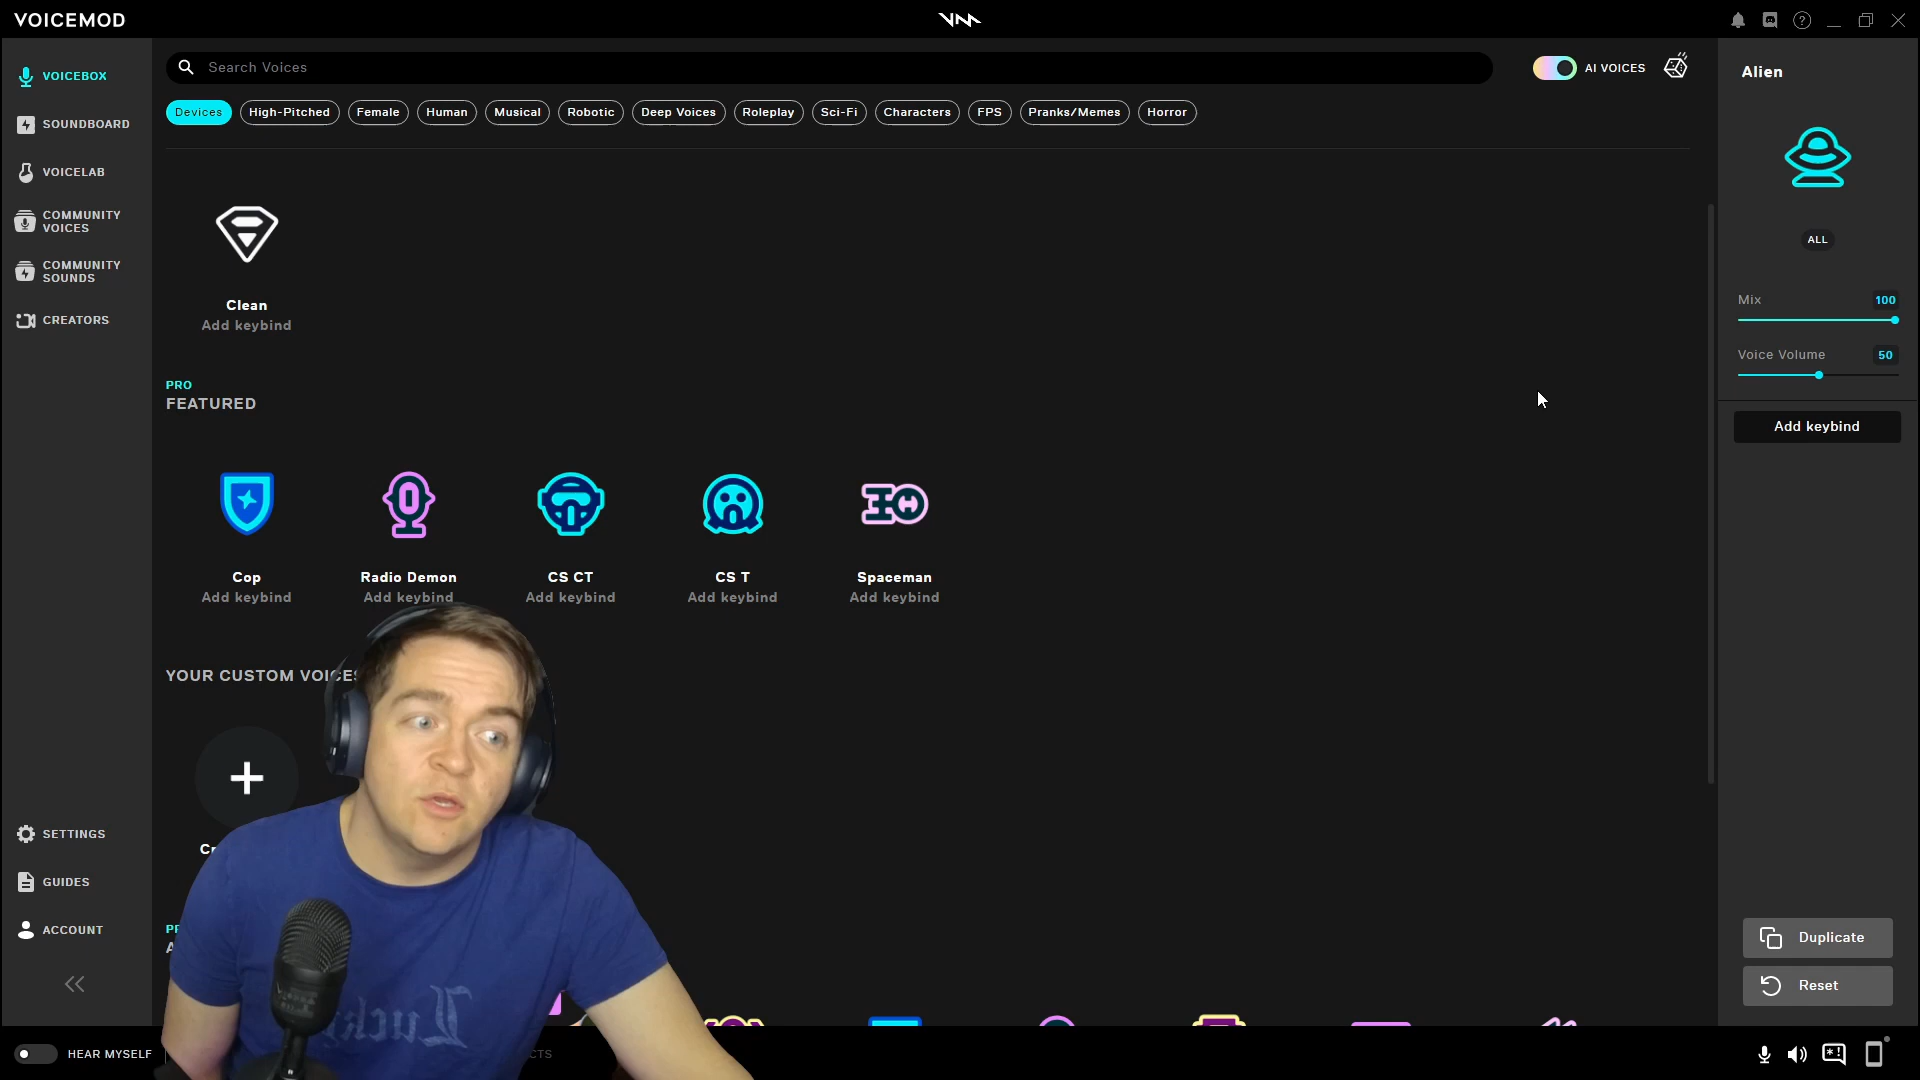 VOICEMOD
VOICEBOX
SOUNDBOARD
VOICELAB
COMMUNITY
VOICES
COMMUNITY
SOUNDS
CREATORS
SETTINGS
GUIDES
ACCOUNT
HEAR MYSELF
Search Voices
AI VOICES
Devices
High-Pitched
Female
Human
Musical
Robotic
Deep Voices
Roleplay
Sci-Fi
Characters
FPS
Pranks/Memes
Horror
Clean
Add keybind
PRO
FEATURED
Cop
Add keybind
Radio Demon
Add keybind
CS CT
Add keybind
CS T
Add keybind
Spaceman
Add keybind
YOUR CUSTOM VOICES
Alien
ALL
Mix 100
Voice Volume 50
Add keybind
Duplicate
Reset